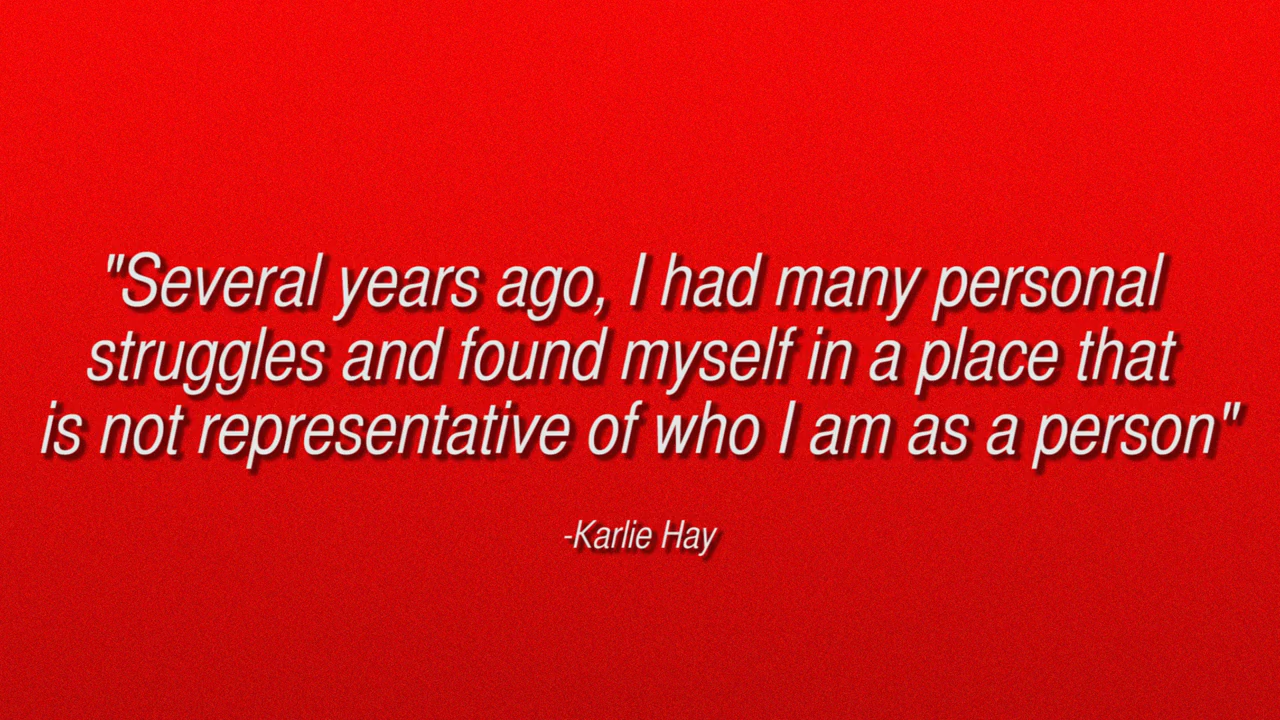 "Several years ago, I had many personal
struggles and found myself in a place that
is not representative of who I am as a person"
-Karlie Hay